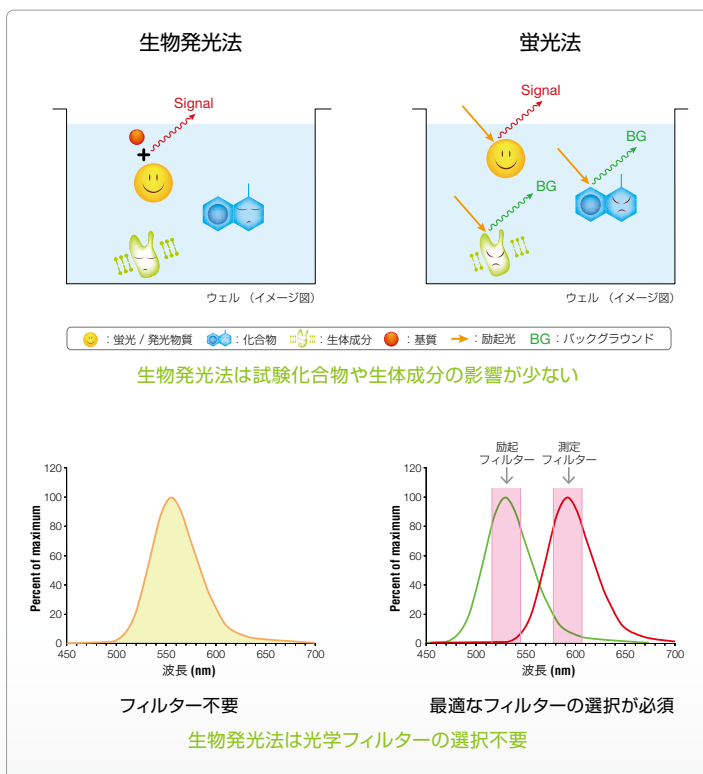 生物発光法
蛍光法
Signal
Signal
BG
BG
ウェル （イメージ図）
ウェル （イメージ図）
：蛍光 / 発光物質 ：化合物 ：生体成分 ：基質 ：励起光 BG：バックグラウンド
生物発光法は試験化合物や生体成分の影響が少ない
120
100
80
60
40
20
0
Percent of maximum
450 500 550 600 650 700
波長 (nm)
フィルター不要
励起
フィルター
測定
フィルター
120
100
80
60
40
20
0
Percent of maximum
450 500 550 600 650 700
波長 (nm)
最適なフィルターの選択が必須
生物発光法は光学フィルターの選択不要